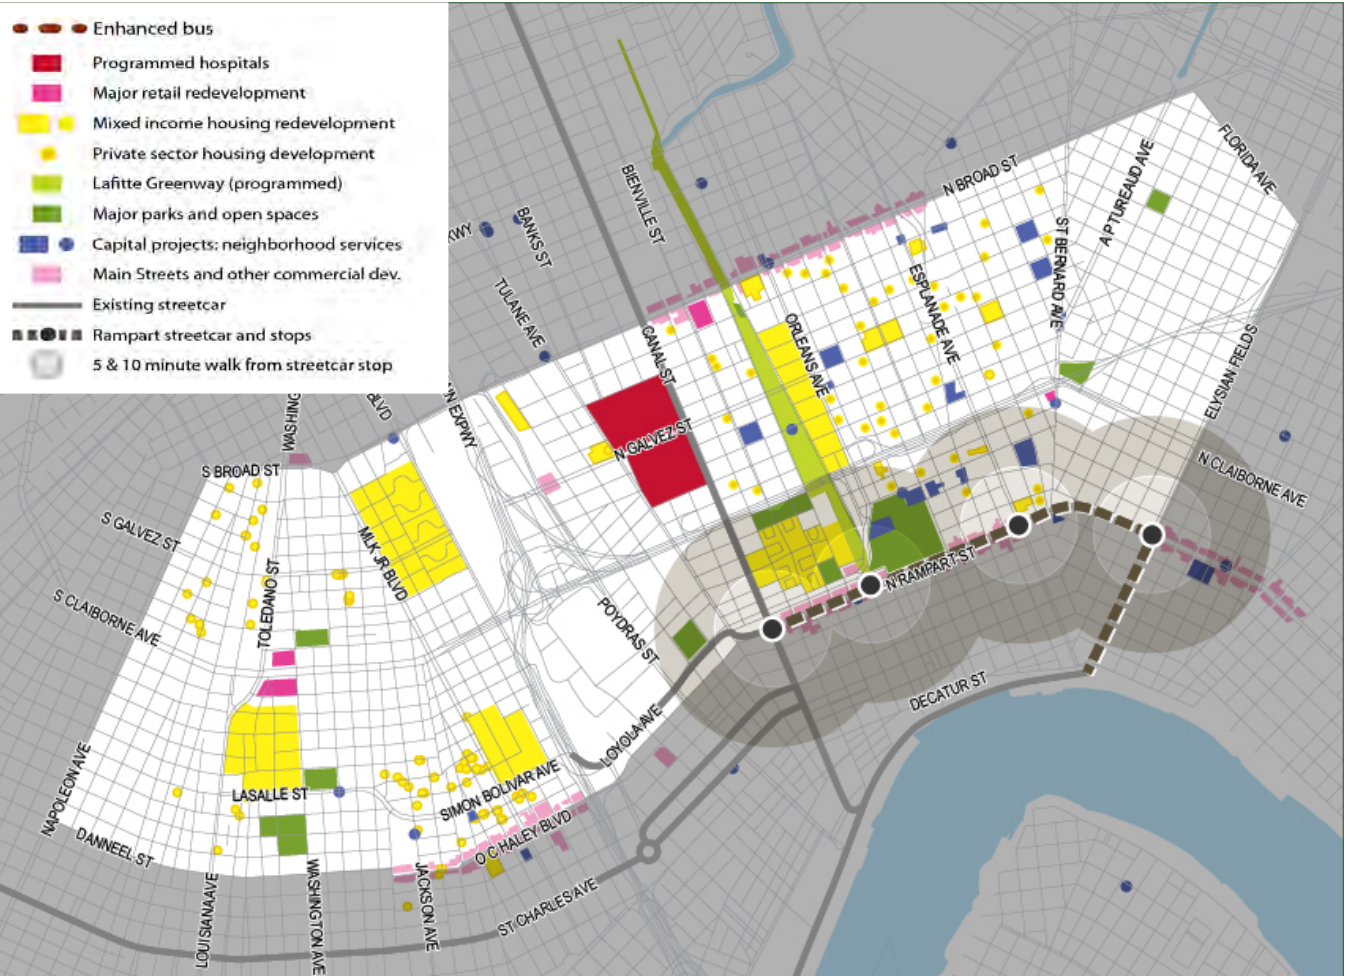 Enhanced bus
Programmed hospitals
Major retail redevelopment
Mixed income housing redevelopment
Private sector housing development
Lafitte Greenway (programmed)
Major parks and open spaces
Capital projects: neighborhood services
Main Streets and other commercial dev.
Existing streetcar
Rampart streetcar and stops
5 & 10 minute walk from streetcar stop
FLORIDA AVE
A P TUREAUD AVE
N BROAD ST
BIENVILLE ST
BANKS ST
KWY
ST BERNARD AVE
ESPLANADE AVE
TULANE AVE
ORLEANS AVE
CANAL ST
ELYSIAN FIELDS
WASHING
BLVD
N EXPWY
N GALVEZ ST
N CLAIBORNE AVE
S BROAD ST
S GALVEZ ST
MLK JR BLVD
TOLEDANO ST
N RAMPART ST
S CLAIBORNE AVE
POYDRAS ST
DECATUR ST
LOYOLA AVE
NAPOLEON AVE
LASALLE ST
SIMON BOLIVAR AVE
O C HALEY BLVD
DANNEEL ST
LOUISIANA AVE
WASHINGTON AVE
JACKSON AVE
ST CHARLES AVE